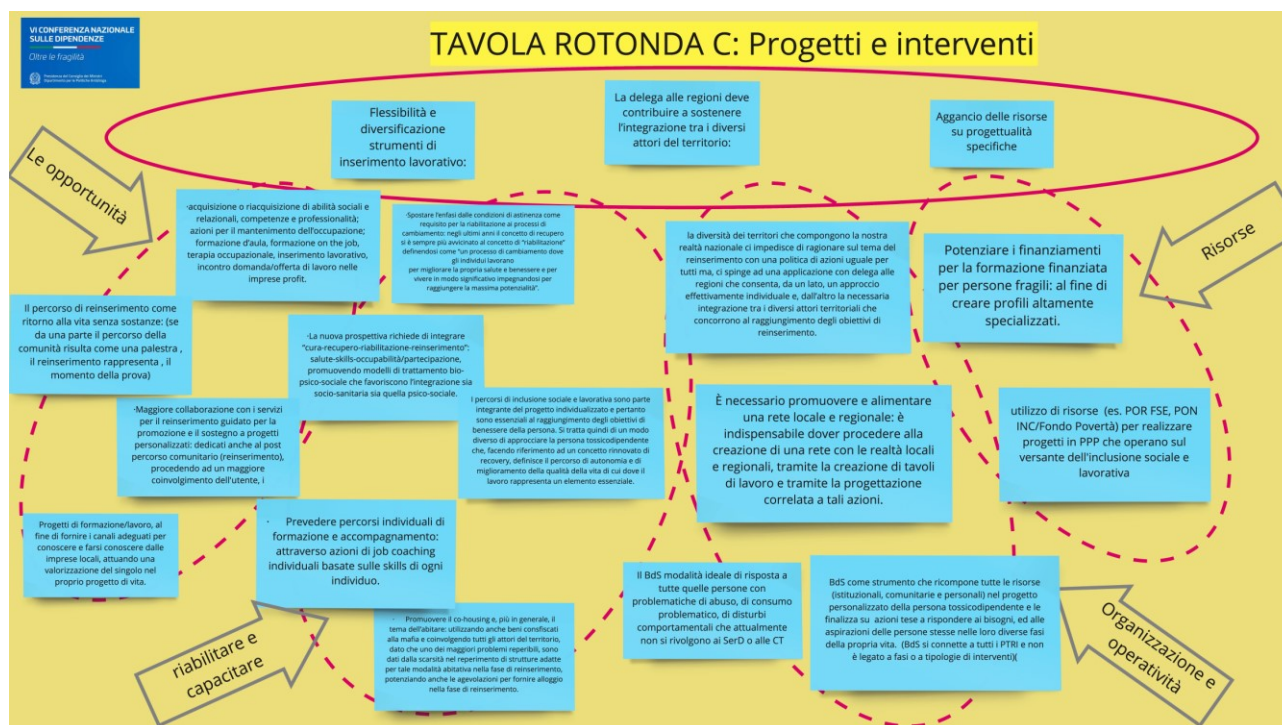 VI CONFERENZA NAZIONALE
SULLE DIPENDENZE
Oltre le fragilità
Presidenza del Consiglio dei Ministri
Dipartimento per le Politiche Antidroga
TAVOLA ROTONDA C: Progetti e interventi
Flessibilità e
diversificazione
strumenti di
inserimento lavorativo:
La delega alle regioni deve
contribuire a sostenere
l'integrazione tra i diversi
attori del territorio:
Aggancio delle risorse
su progettualità
specifiche
Le opportunità
Risorse
·acquisizione o riacquisizione di abilità sociali e
relazionali, competenze e professionalità;
azioni per il mantenimento dell'occupazione;
formazione d'aula, formazione on the job,
terapia occupazionale, inserimento lavorativo,
incontro domanda/offerta di lavoro nelle
imprese profit.
·Spostare l'enfasi dalle condizioni di astinenza come
requisito per la riabilitazione ai processi di
cambiamento: negli ultimi anni il concetto di recupero
si è sempre più avvicinato al concetto di "riabilitazione"
definendosi come "un processo di cambiamento dove
gli individui lavorano
per migliorare la propria salute e benessere e per
vivere in modo significativo impegnandosi per
raggiungere la massima potenzialità".
la diversità dei territori che compongono la nostra
realtà nazionale ci impedisce di ragionare sul tema del
reinserimento con una politica di azioni uguale per
tutti ma, ci spinge ad una applicazione con delega alle
regioni che consenta, da un lato, un approccio
effettivamente individuale e, dall'altro la necessaria
integrazione tra i diversi attori territoriali che
concorrono al raggiungimento degli obiettivi di
reinserimento.
Potenziare i finanziamenti
per la formazione finanziata
per persone fragili: al fine di
creare profili altamente
specializzati.
Il percorso di reinserimento come
ritorno alla vita senza sostanze: (se
da una parte il percorso della
comunità risulta come una palestra ,
il reinserimento rappresenta , il
momento della prova)
·La nuova prospettiva richiede di integrare
"cura-recupero-riabilitazione-reinserimento":
salute-skills-occupabilità/partecipazione,
promuovendo modelli di trattamento bio-
psico-sociale che favoriscono l'integrazione sia
socio-sanitaria sia quella psico-sociale.
·Maggiore collaborazione con i servizi
per il reinserimento guidato per la
promozione e il sostegno a progetti
personalizzati: dedicati anche al post
percorso comunitario (reinserimento),
procedendo ad un maggiore
coinvolgimento dell'utente, i
I percorsi di inclusione sociale e lavorativa sono parte
integrante del progetto individualizzato e pertanto
sono essenziali al raggiungimento degli obiettivi di
benessere della persona. Si tratta quindi di un modo
diverso di approcciare la persona tossicodipendente
che, facendo riferimento ad un concetto rinnovato di
recovery, definisce il percorso di autonomia e di
miglioramento della qualità della vita di cui dove il
lavoro rappresenta un elemento essenziale.
È necessario promuovere e alimentare
una rete locale e regionale: è
indispensabile dover procedere alla
creazione di una rete con le realtà locali
e regionali, tramite la creazione di tavoli
di lavoro e tramite la progettazione
correlata a tali azioni.
utilizzo di risorse (es. POR FSE, PON
INC/Fondo Povertà) per realizzare
progetti in PPP che operano sul
versante dell'inclusione sociale e
lavorativa
Progetti di formazione/lavoro, al
fine di fornire i canali adeguati per
conoscere e farsi conoscere dalle
imprese locali, attuando una
valorizzazione del singolo nel
proprio progetto di vita.
· Prevedere percorsi individuali di
formazione e accompagnamento:
attraverso azioni di job coaching
individuali basate sulle skills di ogni
individuo.
Il BdS modalità ideale di risposta a
tutte quelle persone con
problematiche di abuso, di consumo
problematico, di disturbi
comportamentali che attualmente
non si rivolgono ai SerD o alle CT
BdS come strumento che ricompone tutte le risorse
(istituzionali, comunitarie e personali) nel progetto
personalizzato della persona tossicodipendente e le
finalizza su azioni tese a rispondere ai bisogni, ed alle
aspirazioni delle persone stesse nelle loro diverse fasi
della propria vita. (BdS si connette a tutti i PTRI e non
è legato a fasi o a tipologie di interventi)(
· Promuovere il co-housing e, più in generale, il
tema dell'abitare: utilizzando anche beni consfiscati
alla mafia e coinvolgendo tutti gli attori del territorio,
dato che uno dei maggiori problemi reperibili, sono
dati dalla scarsità nel reperimento di strutture adatte
per tale modalità abitativa nella fase di reinserimento,
potenziando anche le agevolazioni per fornire alloggio
nella fase di reinserimento.
riabilitare e
capacitare
Organizzazione e
operatività